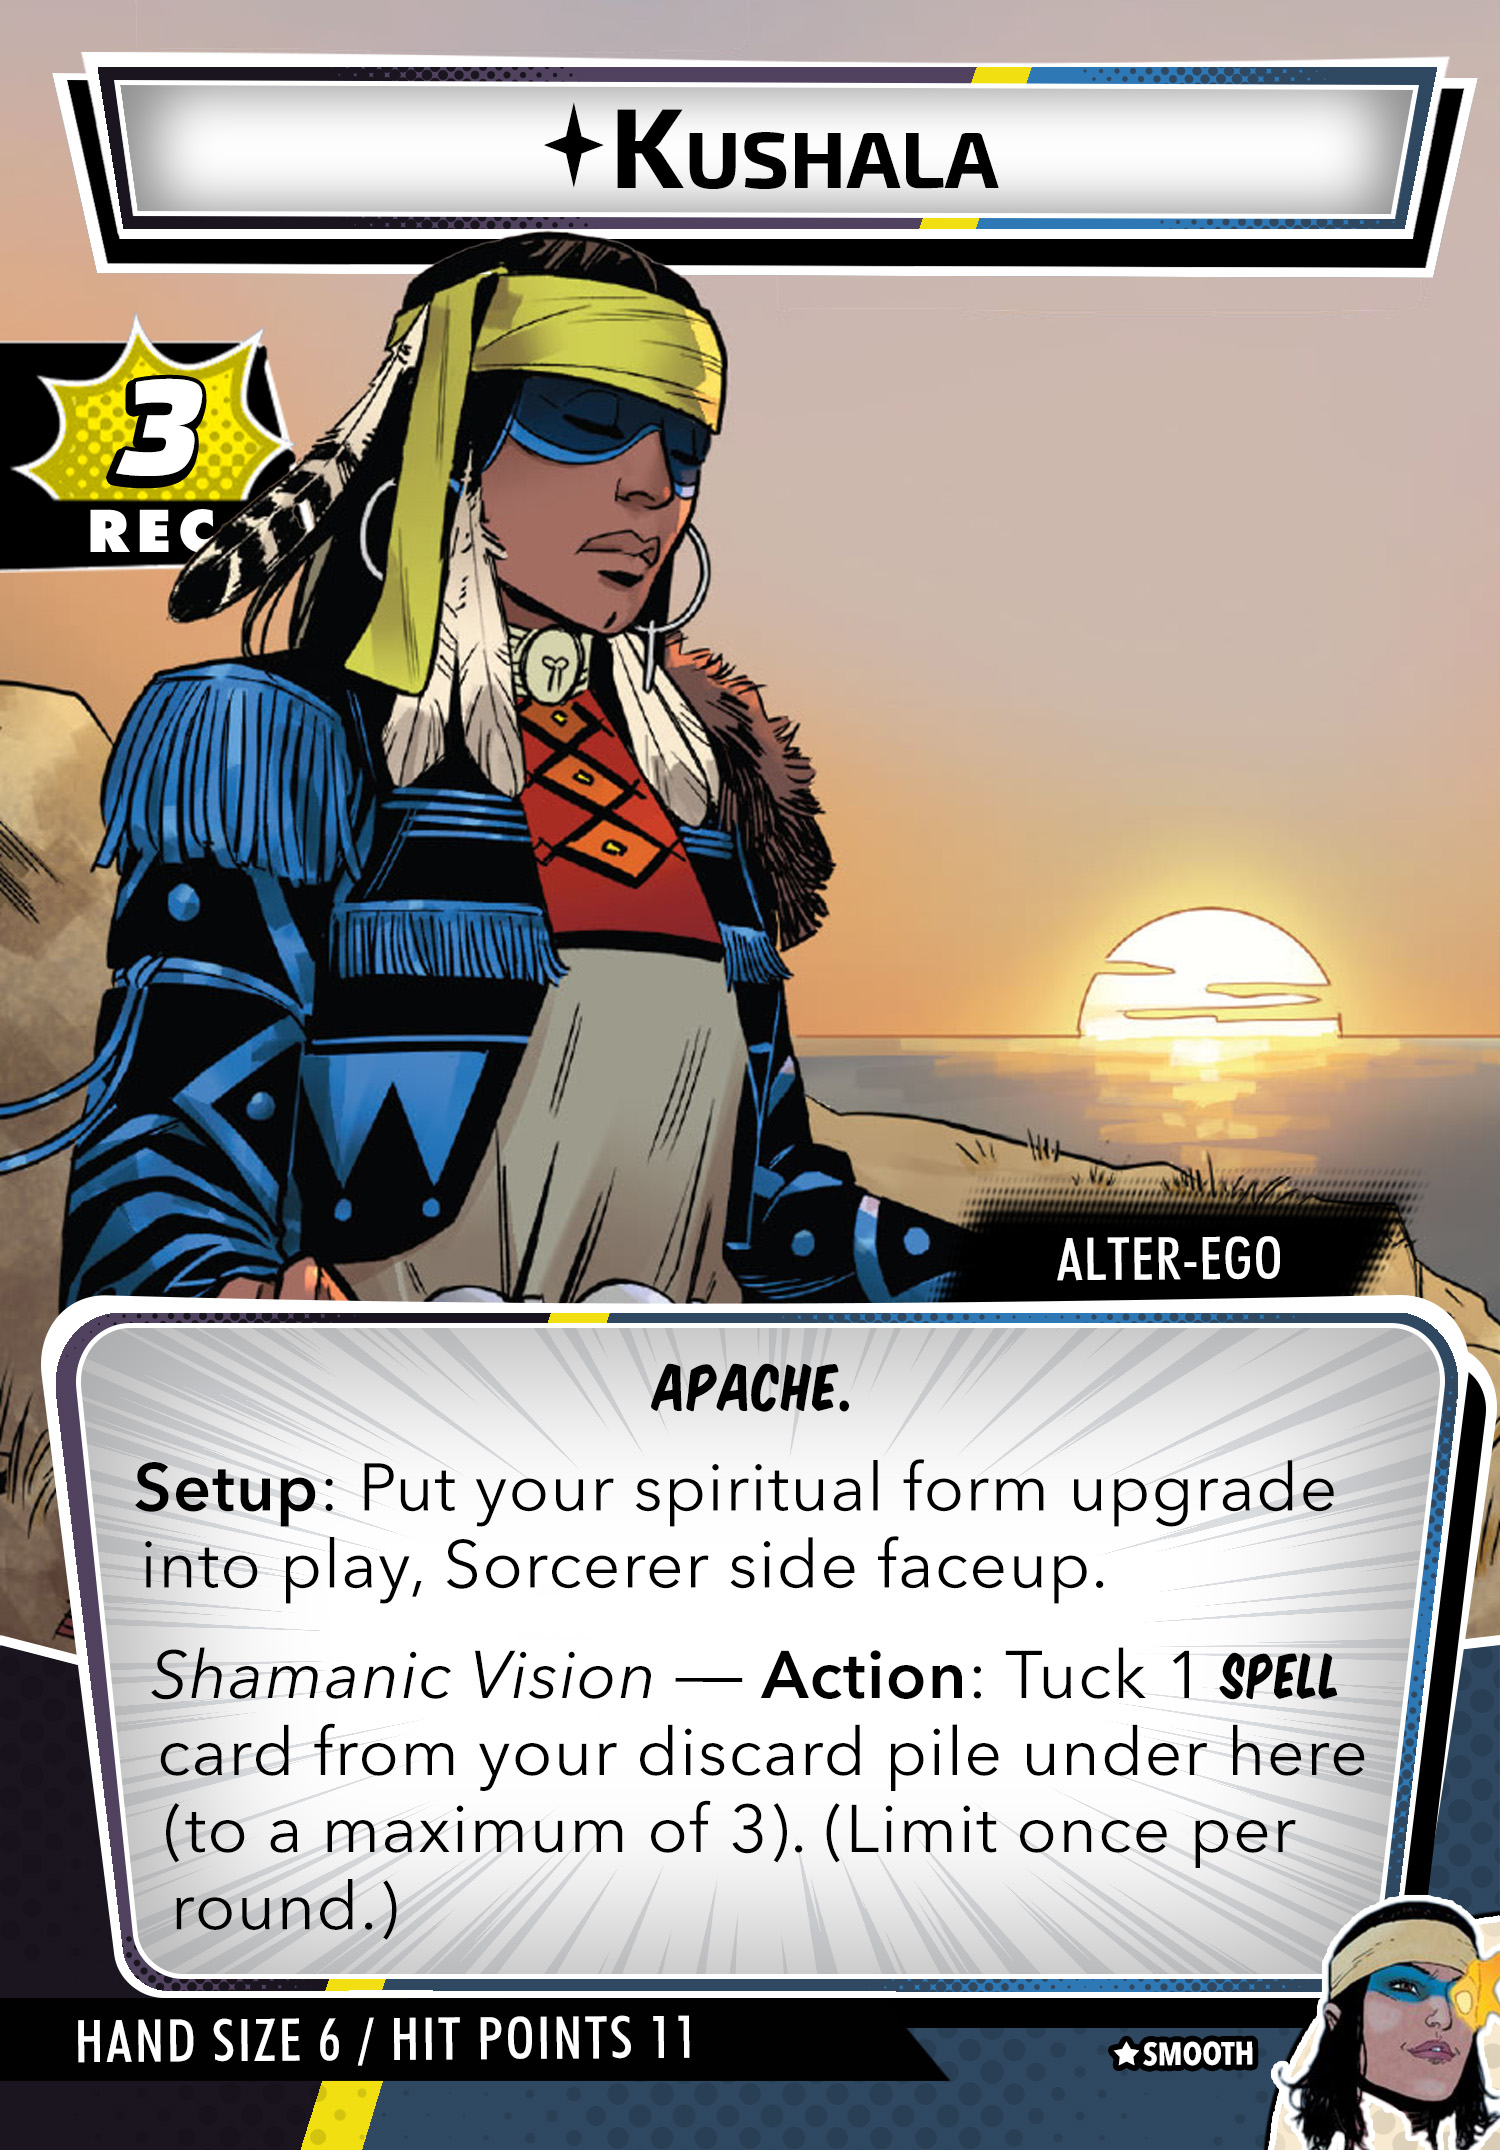 Kushala
3
REC
ALTER-EGO
APACHE.
Setup: Put your spiritual form upgrade
into play, Sorcerer side faceup.
Shamanic Vision — Action: Tuck 1 SPELL
card from your discard pile under here
(to a maximum of 3). (Limit once per
round.)
HAND SIZE 6 / HIT POINTS 11
★SMOOTH